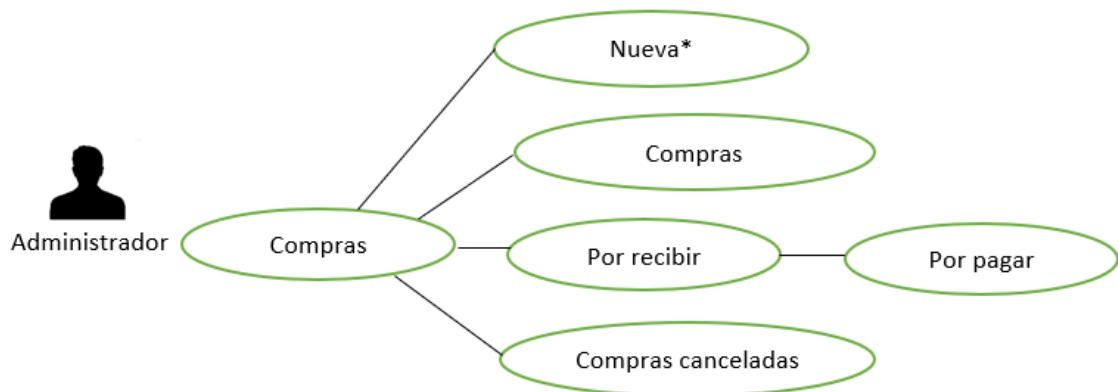 Nueva*
Compras
Administrador
Compras
Por recibir
Por pagar
Compras canceladas